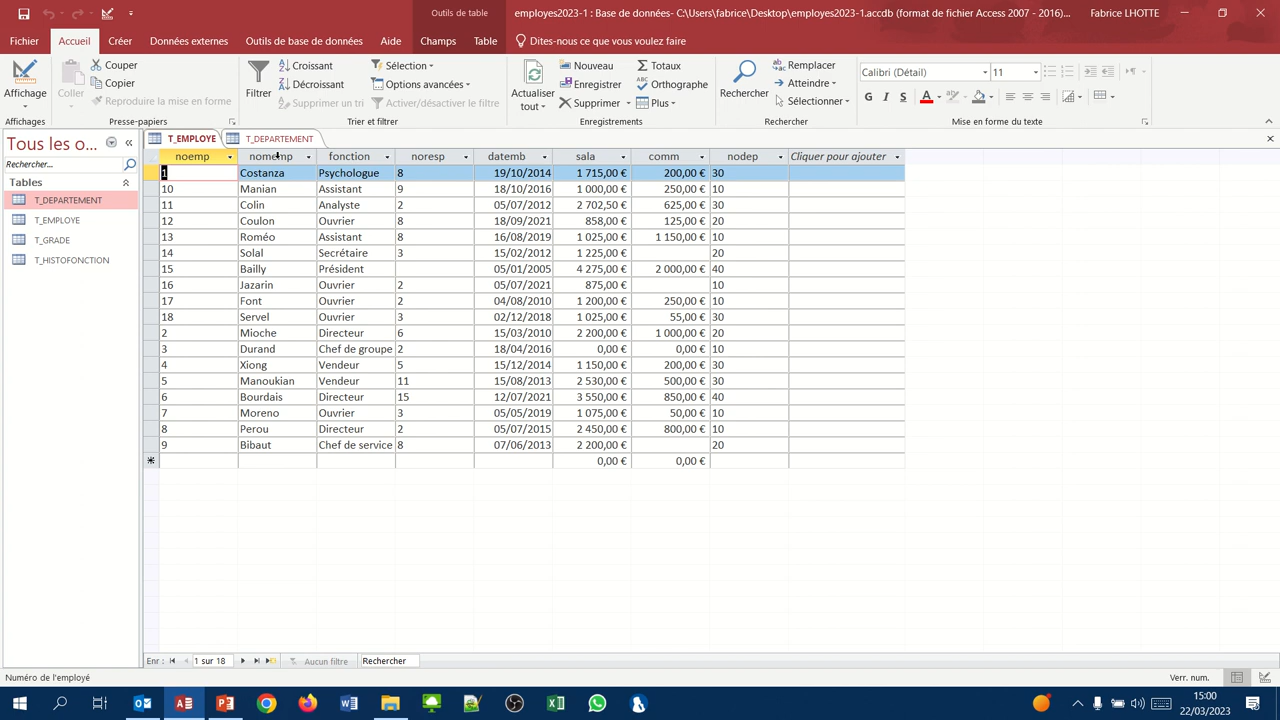 Outils de table
employes2023-1 : Base de données- C:\Users\fabrice\Desktop\employes2023-1.accdb (format de fichier Access 2007 - 2016)...
Fabrice LHOTTE
Fichier Accueil Créer Données externes Outils de base de données Aide Champs Table Dites-nous ce que vous voulez faire
Affichage
Coller
Couper
Copier
Reproduire la mise en forme
Filtrer
Croissant
Décroissant
Supprimer un tri
Sélection
Options avancées
Activer/désactiver le filtre
Actualiser
tout
Nouveau
Enregistrer
Supprimer
Totaux
Orthographe
Plus
Rechercher
Remplacer
Atteindre
Sélectionner
Calibri (Détail) 11
G I S
Affichages Presse-papiers Trier et filtrer Enregistrements Rechercher Mise en forme du texte
Tous les o...
Rechercher...
Tables
T_DEPARTEMENT
T_EMPLOYE
T_GRADE
T_HISTOFONCTION
T_EMPLOYE T_DEPARTEMENT
noemp nomemp fonction noresp datemb sala comm nodep Cliquer pour ajouter
1 Costanza Psychologue 8 19/10/2014 1 715,00 € 200,00 € 30
10 Manian Assistant 9 18/10/2016 1 000,00 € 250,00 € 10
11 Colin Analyste 2 05/07/2012 2 702,50 € 625,00 € 30
12 Coulon Ouvrier 8 18/09/2021 858,00 € 125,00 € 20
13 Roméo Assistant 8 16/08/2019 1 025,00 € 1 150,00 € 10
14 Solal Secrétaire 3 15/02/2012 1 225,00 € 20
15 Bailly Président 05/01/2005 4 275,00 € 2 000,00 € 40
16 Jazarin Ouvrier 2 05/07/2021 875,00 € 10
17 Font Ouvrier 2 04/08/2010 1 200,00 € 250,00 € 10
18 Servel Ouvrier 3 02/12/2018 1 025,00 € 55,00 € 30
2 Mioche Directeur 6 15/03/2010 2 200,00 € 1 000,00 € 20
3 Durand Chef de groupe 2 18/04/2016 0,00 € 0,00 € 10
4 Xiong Vendeur 5 15/12/2014 1 150,00 € 200,00 € 30
5 Manoukian Vendeur 11 15/08/2013 2 530,00 € 500,00 € 30
6 Bourdais Directeur 15 12/07/2021 3 550,00 € 850,00 € 40
7 Moreno Ouvrier 3 05/05/2019 1 075,00 € 50,00 € 10
8 Perou Directeur 2 05/07/2015 2 450,00 € 800,00 € 10
9 Bibaut Chef de service 8 07/06/2013 2 200,00 € 20
0,00 € 0,00 €
Enr : 1 sur 18 Aucun filtre Rechercher
Numéro de l'employé Verr. num.
15:00
22/03/2023